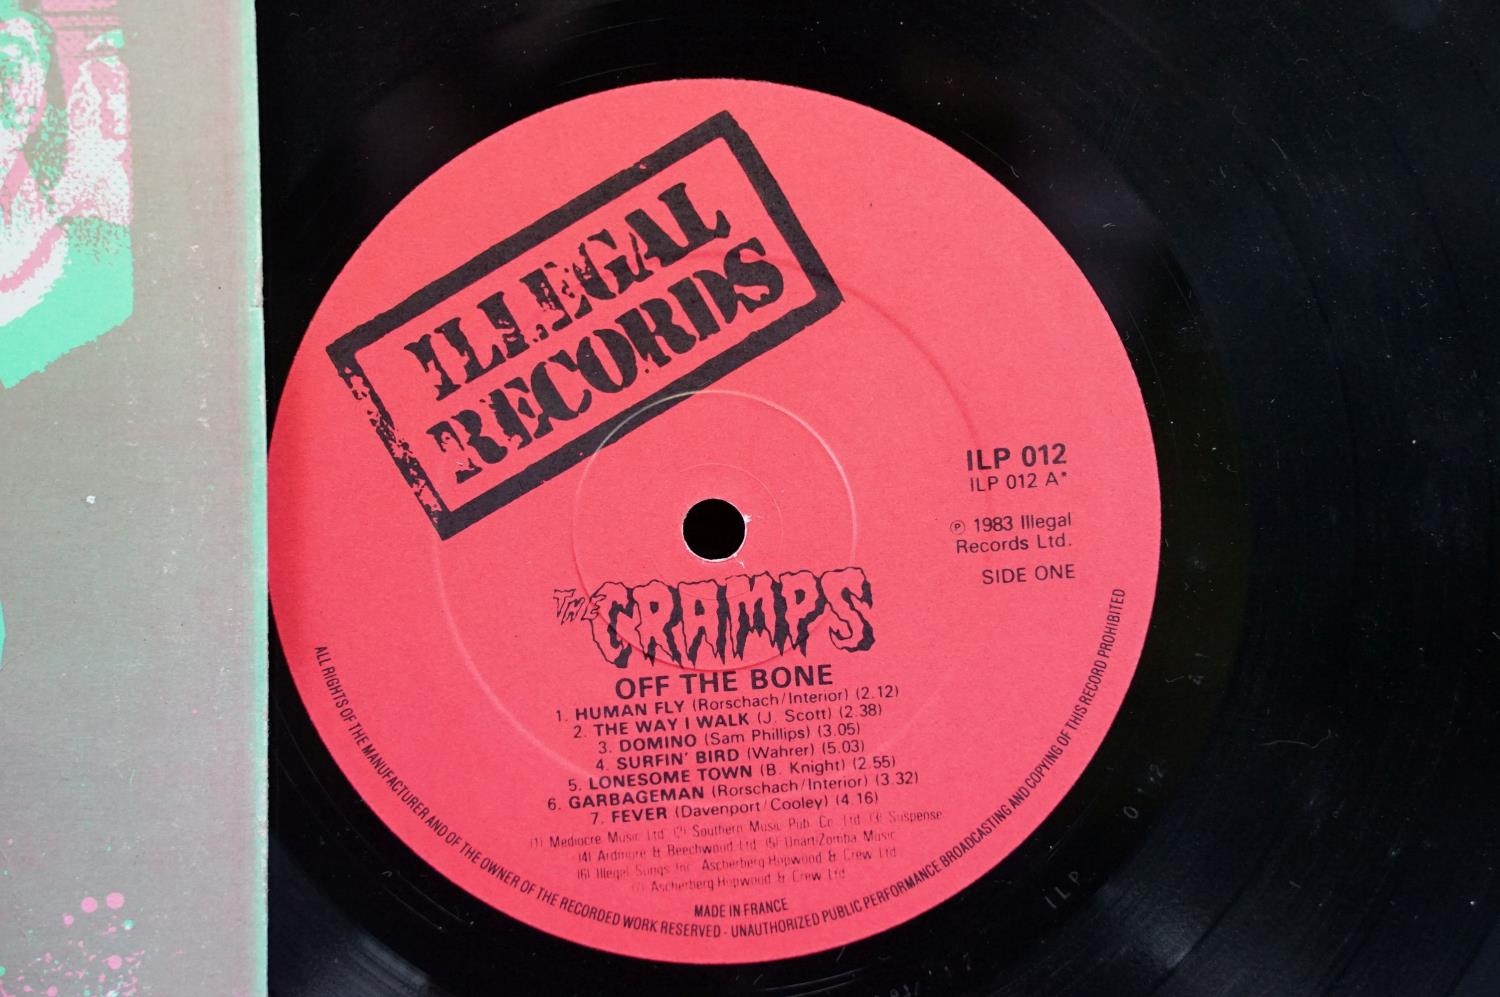 ILLEGAL
RECORDS
ILP 012
ILP 012 A*
℗ 1983 Illegal
Records Ltd.
SIDE ONE
THE CRAMPS
OFF THE BONE
1. HUMAN FLY (Rorschach/Interior) (2.12)
2. THE WAY I WALK (J. Scott) (2.38)
3. DOMINO (Sam Phillips) (3.05)
4. SURFIN' BIRD (Wahrer) (5.03)
5. LONESOME TOWN (B. Knight) (2.55)
6. GARBAGEMAN (Rorschach/Interior) (3.32)
7. FEVER (Davenport/Cooley) (4.16)
(1) Mediocre Music Ltd. (2) Southern Music Pub. Co. Ltd. (3) Suspense
(4) Ardmore & Beechwood Ltd. (5) Unart/Zomba Music
(6) Illegal Songs Inc. Ascherberg Hopwood & Crew Ltd.
(7) Ascherberg Hopwood & Crew Ltd.
MADE IN FRANCE
ALL RIGHTS OF THE MANUFACTURER AND OF THE OWNER OF THE RECORDED WORK RESERVED - UNAUTHORIZED PUBLIC PERFORMANCE BROADCASTING AND COPYING OF THIS RECORD PROHIBITED
ILP 012